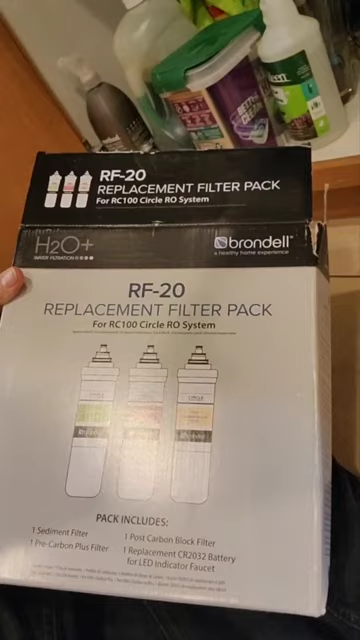 RF-20
REPLACEMENT FILTER PACK
For RC100 Circle RO System
H2O+
WATER FILTRATION
brondell
a healthy home experience
RF-20
REPLACEMENT FILTER PACK
For RC100 Circle RO System
PACK INCLUDES:
1 Sediment Filter
1 Pre-Carbon Plus Filter
1 Post Carbon Block Filter
1 Replacement CR2032 Battery
for LED Indicator Faucet